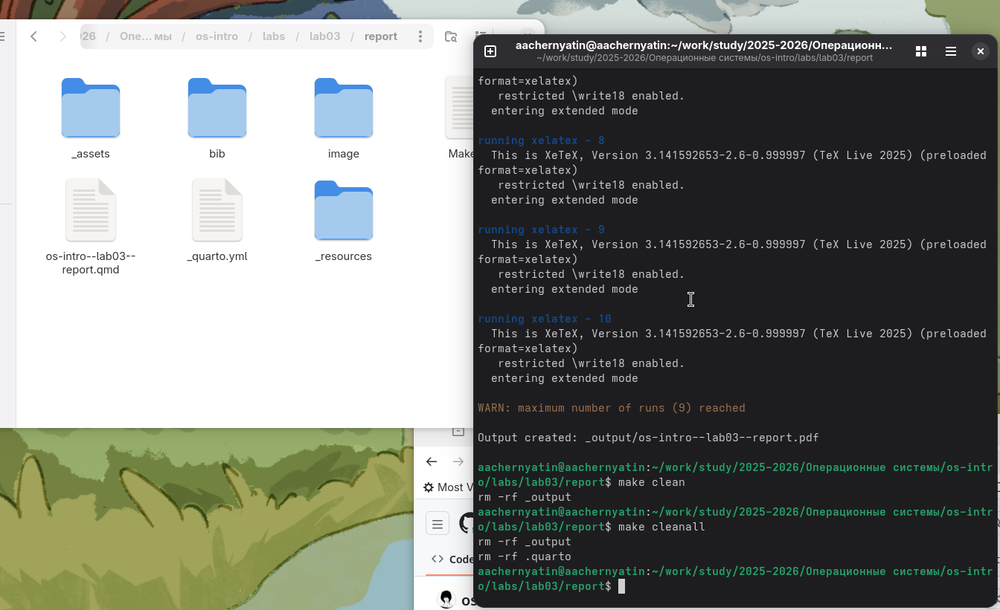 26 / Опе…мы / os-intro / labs / lab03 / report
_assets
bib
image
Make
os-intro--lab03--
report.qmd
_quarto.yml
_resources
Most V
Code
os
aachernyatin@aachernyatin:~/work/study/2025-2026/Операционн…
~/work/study/2025-2026/Операционные системы/os-intro/labs/lab03/report
format=xelatex)
restricted \write18 enabled.
entering extended mode
running xelatex - 8
This is XeTeX, Version 3.141592653-2.6-0.999997 (TeX Live 2025) (preloaded
format=xelatex)
restricted \write18 enabled.
entering extended mode
running xelatex - 9
This is XeTeX, Version 3.141592653-2.6-0.999997 (TeX Live 2025) (preloaded
format=xelatex)
restricted \write18 enabled.
entering extended mode
running xelatex - 10
This is XeTeX, Version 3.141592653-2.6-0.999997 (TeX Live 2025) (preloaded
format=xelatex)
restricted \write18 enabled.
entering extended mode
WARN: maximum number of runs (9) reached
Output created: _output/os-intro--lab03--report.pdf
aachernyatin@aachernyatin:~/work/study/2025-2026/Операционные системы/os-intr
o/labs/lab03/report$ make clean
rm -rf _output
aachernyatin@aachernyatin:~/work/study/2025-2026/Операционные системы/os-intr
o/labs/lab03/report$ make cleanall
rm -rf _output
rm -rf .quarto
aachernyatin@aachernyatin:~/work/study/2025-2026/Операционные системы/os-intr
o/labs/lab03/report$